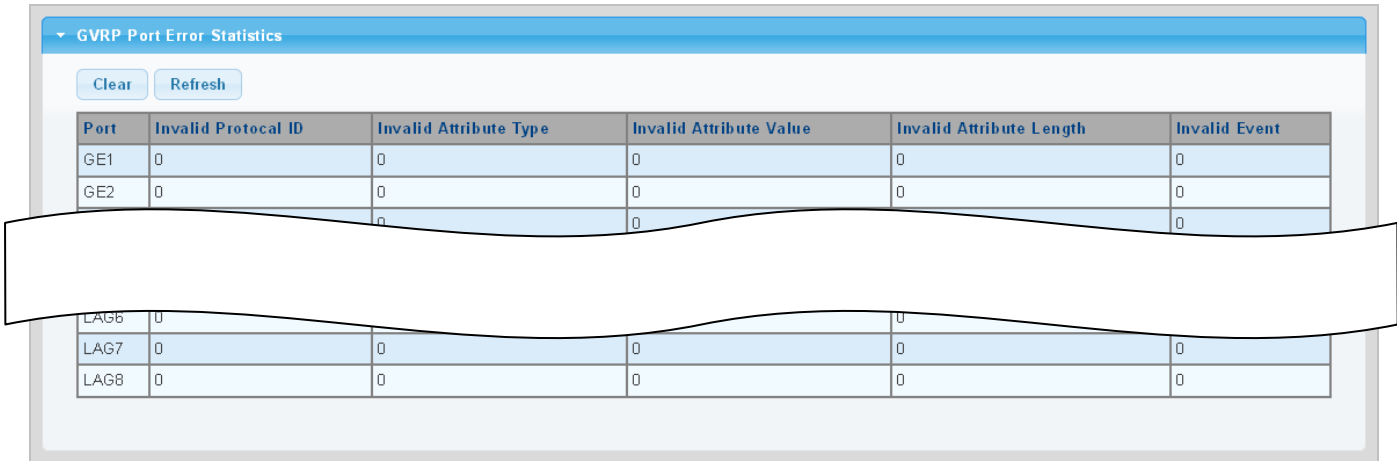 GVRP Port Error Statistics
Clear Refresh
Port Invalid Protocal ID Invalid Attribute Type Invalid Attribute Value Invalid Attribute Length Invalid Event
GE1 0 0 0 0 0
GE2 0 0 0 0 0
0 0 0
LAG6 0 0
LAG7 0 0 0 0 0
LAG8 0 0 0 0 0